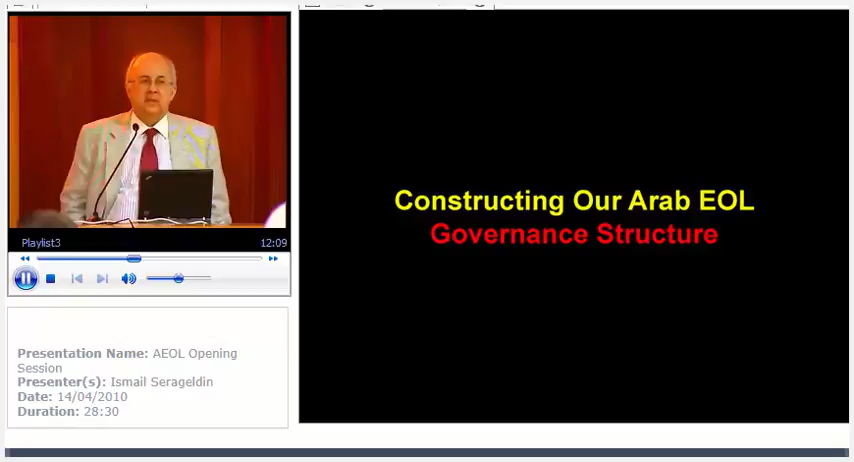 Playlist3
12:09
Presentation Name: AEOL Opening
Session
Presenter(s): Ismail Serageldin
Date: 14/04/2010
Duration: 28:30
Constructing Our Arab EOL
Governance Structure